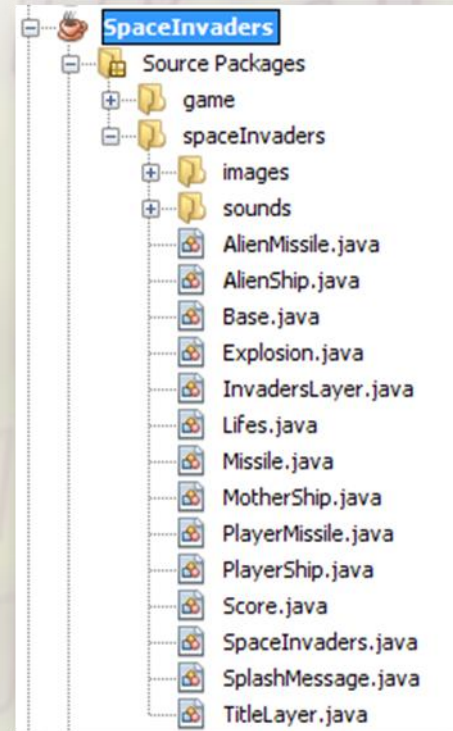 SpaceInvaders
Source Packages
game
spaceInvaders
images
sounds
AlienMissile.java
AlienShip.java
Base.java
Explosion.java
InvadersLayer.java
Lifes.java
Missile.java
MotherShip.java
PlayerMissile.java
PlayerShip.java
Score.java
SpaceInvaders.java
SplashMessage.java
TitleLayer.java